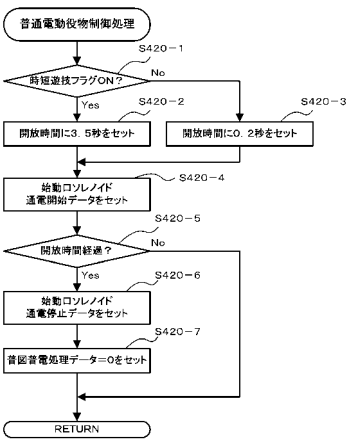 普通電動役物制御処理
S420-1
時短遊技フラグON?
No
Yes
S420-2
S420-3
開放時間に3.5秒をセット
開放時間に0.2秒をセット
S420-4
始動口ソレノイド
通電開始データをセット
S420-5
開放時間経過?
No
Yes
S420-6
始動口ソレノイド
通電停止データをセット
S420-7
普図普電処理データ=0をセット
RETURN